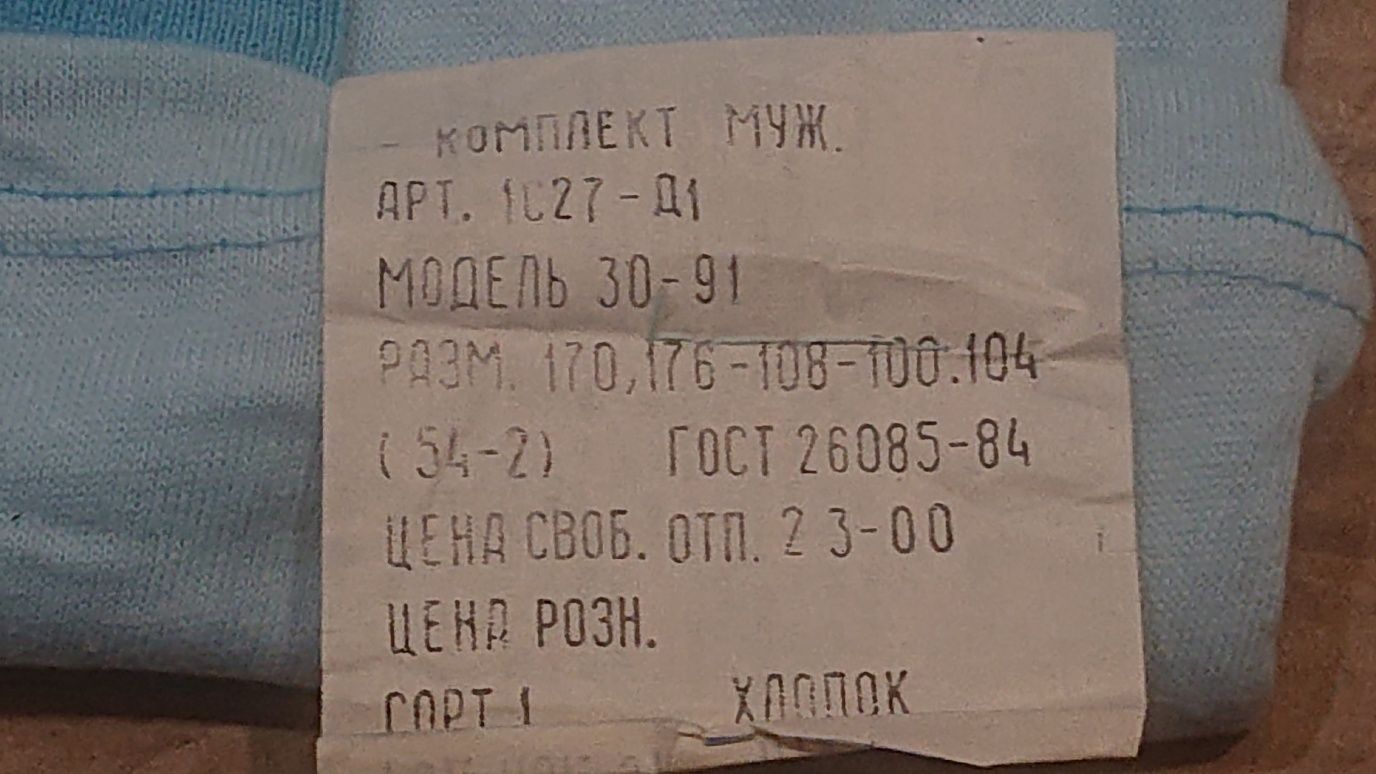 КОМПЛЕКТ МУЖ.
АРТ. 1С27-Д1
МОДЕЛЬ 30-91
РАЗМ. 170,176-108-100.104
(54-2) ГОСТ 26085-84
ЦЕНА СВОБ. ОТП. 23-00
ЦЕНА РОЗН.
СОРТ 1 ХЛОПОК